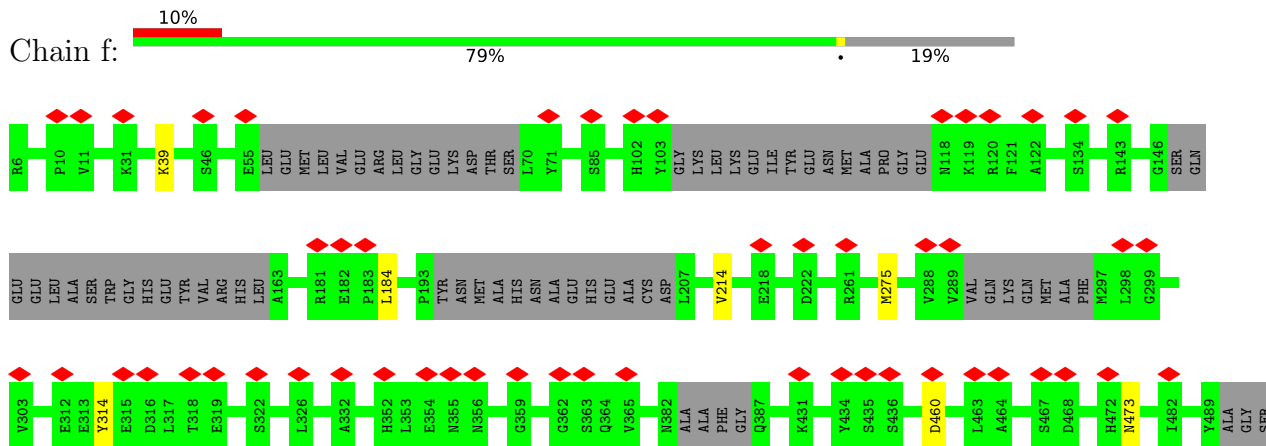 10%
Chain f:
79%
•
19%
R6 P10 V11 K31 K39 S46 E55 LEU GLU MET LEU VAL GLU ARG LEU GLY GLU LYS ASP THR SER L70 Y71 S85 H102 Y103 GLY LYS LEU LYS GLU ILE TYR GLU ASN MET ALA PRO GLY GLU N118 K119 R120 F121 A122 S134 R143 G146 SER GLN
GLU GLU LEU ALA SER TRP GLY HIS GLU TYR VAL ARG HIS LEU A163 R181 E182 P183 L184 P193 TYR ASN MET ALA HIS ASN ALA GLU HIS GLU ALA CYS ASP L207 V214 E218 D222 R261 M275 V288 V289 VAL GLN LYS GLN MET ALA PHE M297 L298 G299
V303 E312 E313 Y314 E315 D316 L317 T318 E319 S322 L326 A332 H352 L353 E354 N355 N356 G359 G362 S363 Q364 V365 N382 ALA ALA PHE GLY Q387 K431 Y434 S435 S436 D460 L463 A464 S467 D468 H472 N473 I482 Y489 ALA GLY SER